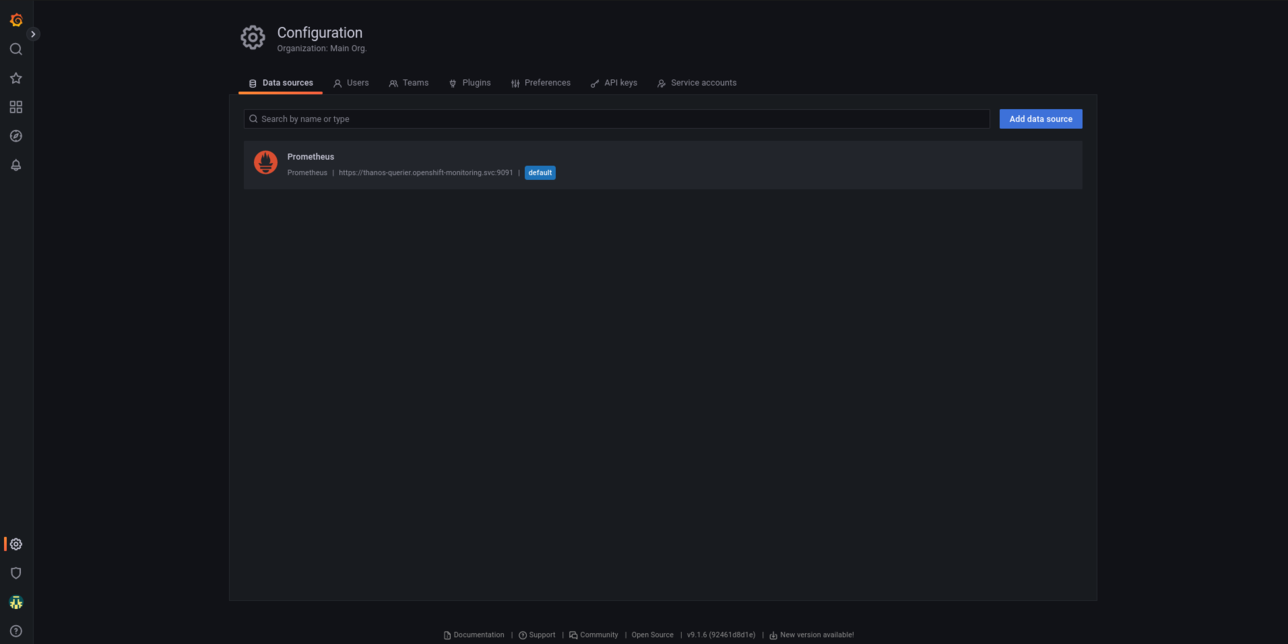 Configuration
Organization: Main Org.
Data sources Users Teams Plugins Preferences API keys Service accounts
Search by name or type Add data source
Prometheus
Prometheus | https://thanos-querier.openshift-monitoring.svc:9091 | default
Documentation | Support | Community | Open Source | v9.1.6 (92461d8d1e) | New version available!